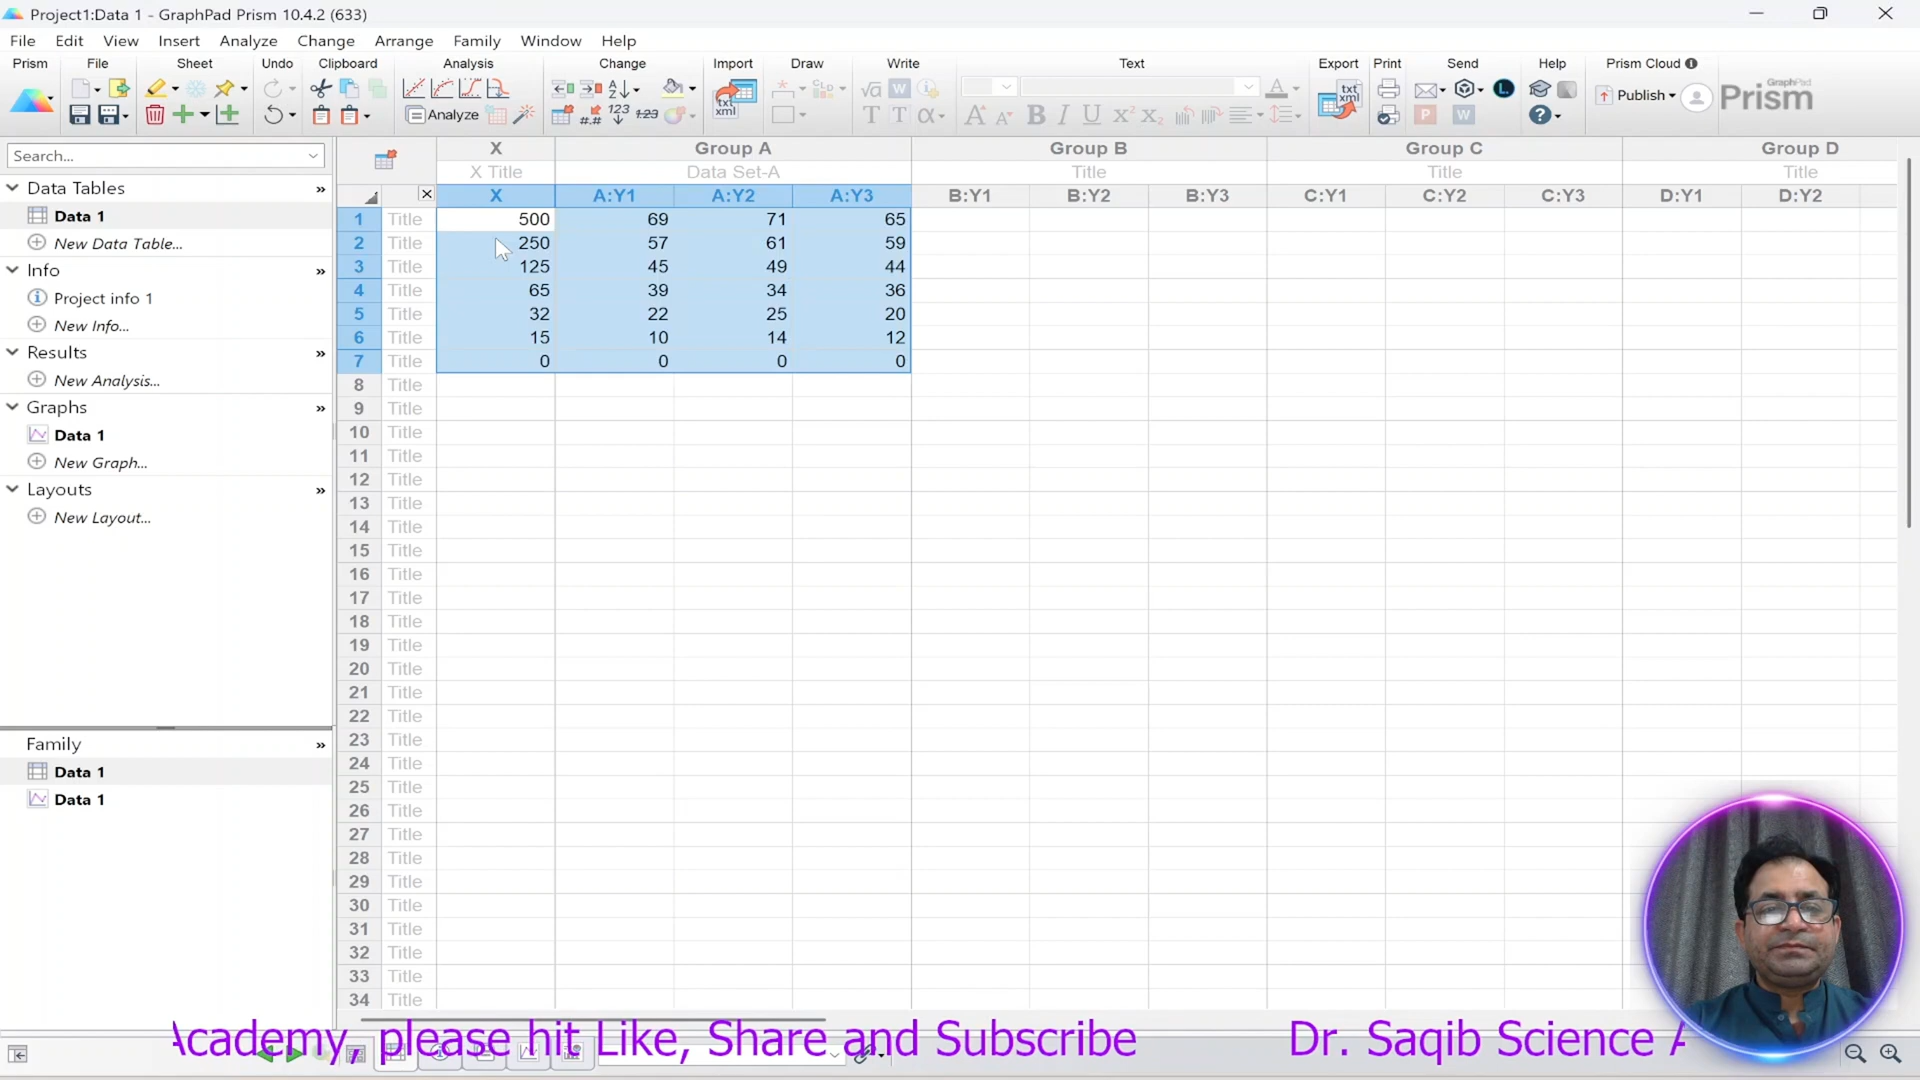 Project1:Data 1 - GraphPad Prism 10.4.2 (633)
File Edit View Insert Analyze Change Arrange Family Window Help
Prism File Sheet Undo Clipboard Analysis Change Import Draw Write Text Export Print Send Help Prism Cloud
Analyze Publish GraphPad Prism
Search...
Data Tables
Data 1
New Data Table...
Info
Project info 1
New Info...
Results
New Analysis...
Graphs
Data 1
New Graph...
Layouts
New Layout...
Family
Data 1
Data 1
X Group A Group B Group C Group D
X Title Data Set-A Title Title Title
X A:Y1 A:Y2 A:Y3 B:Y1 B:Y2 B:Y3 C:Y1 C:Y2 C:Y3 D:Y1 D:Y2
1 Title 500 69 71 65
2 Title 250 57 61 59
3 Title 125 45 49 44
4 Title 65 39 34 36
5 Title 32 22 25 20
6 Title 15 10 14 12
7 Title 0 0 0 0
8 Title
9 Title
10 Title
11 Title
12 Title
13 Title
14 Title
15 Title
16 Title
17 Title
18 Title
19 Title
20 Title
21 Title
22 Title
23 Title
24 Title
25 Title
26 Title
27 Title
28 Title
29 Title
30 Title
31 Title
32 Title
33 Title
34 Title
Academy, please hit Like, Share and Subscribe Dr. Saqib Science A